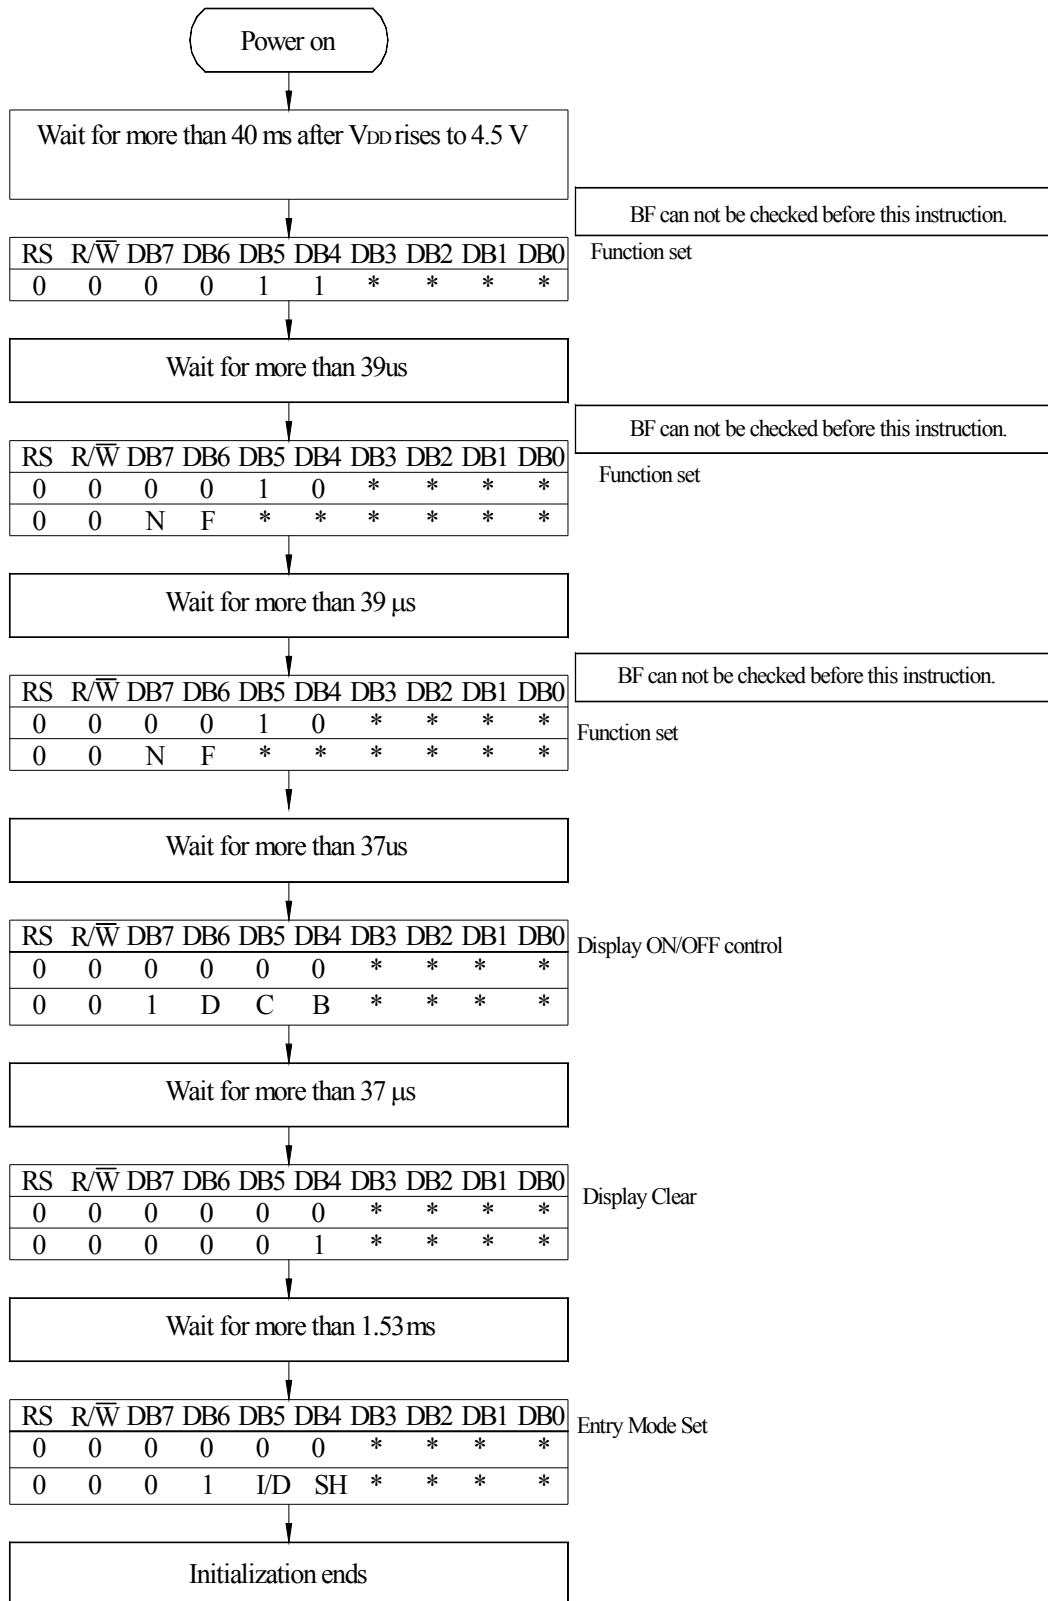 Power on
Wait for more than 40 ms after VDD rises to 4.5 V
BF can not be checked before this instruction.
RS R/W̅ DB7 DB6 DB5 DB4 DB3 DB2 DB1 DB0
Function set
0 0 0 0 1 1 * * * *
Wait for more than 39us
BF can not be checked before this instruction.
RS R/W̅ DB7 DB6 DB5 DB4 DB3 DB2 DB1 DB0
Function set
0 0 0 0 1 0 * * * *
0 0 N F * * * * * *
Wait for more than 39 µs
BF can not be checked before this instruction.
RS R/W̅ DB7 DB6 DB5 DB4 DB3 DB2 DB1 DB0
0 0 0 0 1 0 * * * *
Function set
0 0 N F * * * * * *
Wait for more than 37us
RS R/W̅ DB7 DB6 DB5 DB4 DB3 DB2 DB1 DB0
Display ON/OFF control
0 0 0 0 0 0 * * * *
0 0 1 D C B * * * *
Wait for more than 37 µs
RS R/W̅ DB7 DB6 DB5 DB4 DB3 DB2 DB1 DB0
Display Clear
0 0 0 0 0 0 * * * *
0 0 0 0 0 1 * * * *
Wait for more than 1.53ms
RS R/W̅ DB7 DB6 DB5 DB4 DB3 DB2 DB1 DB0
Entry Mode Set
0 0 0 0 0 0 * * * *
0 0 0 1 I/D SH * * * *
Initialization ends